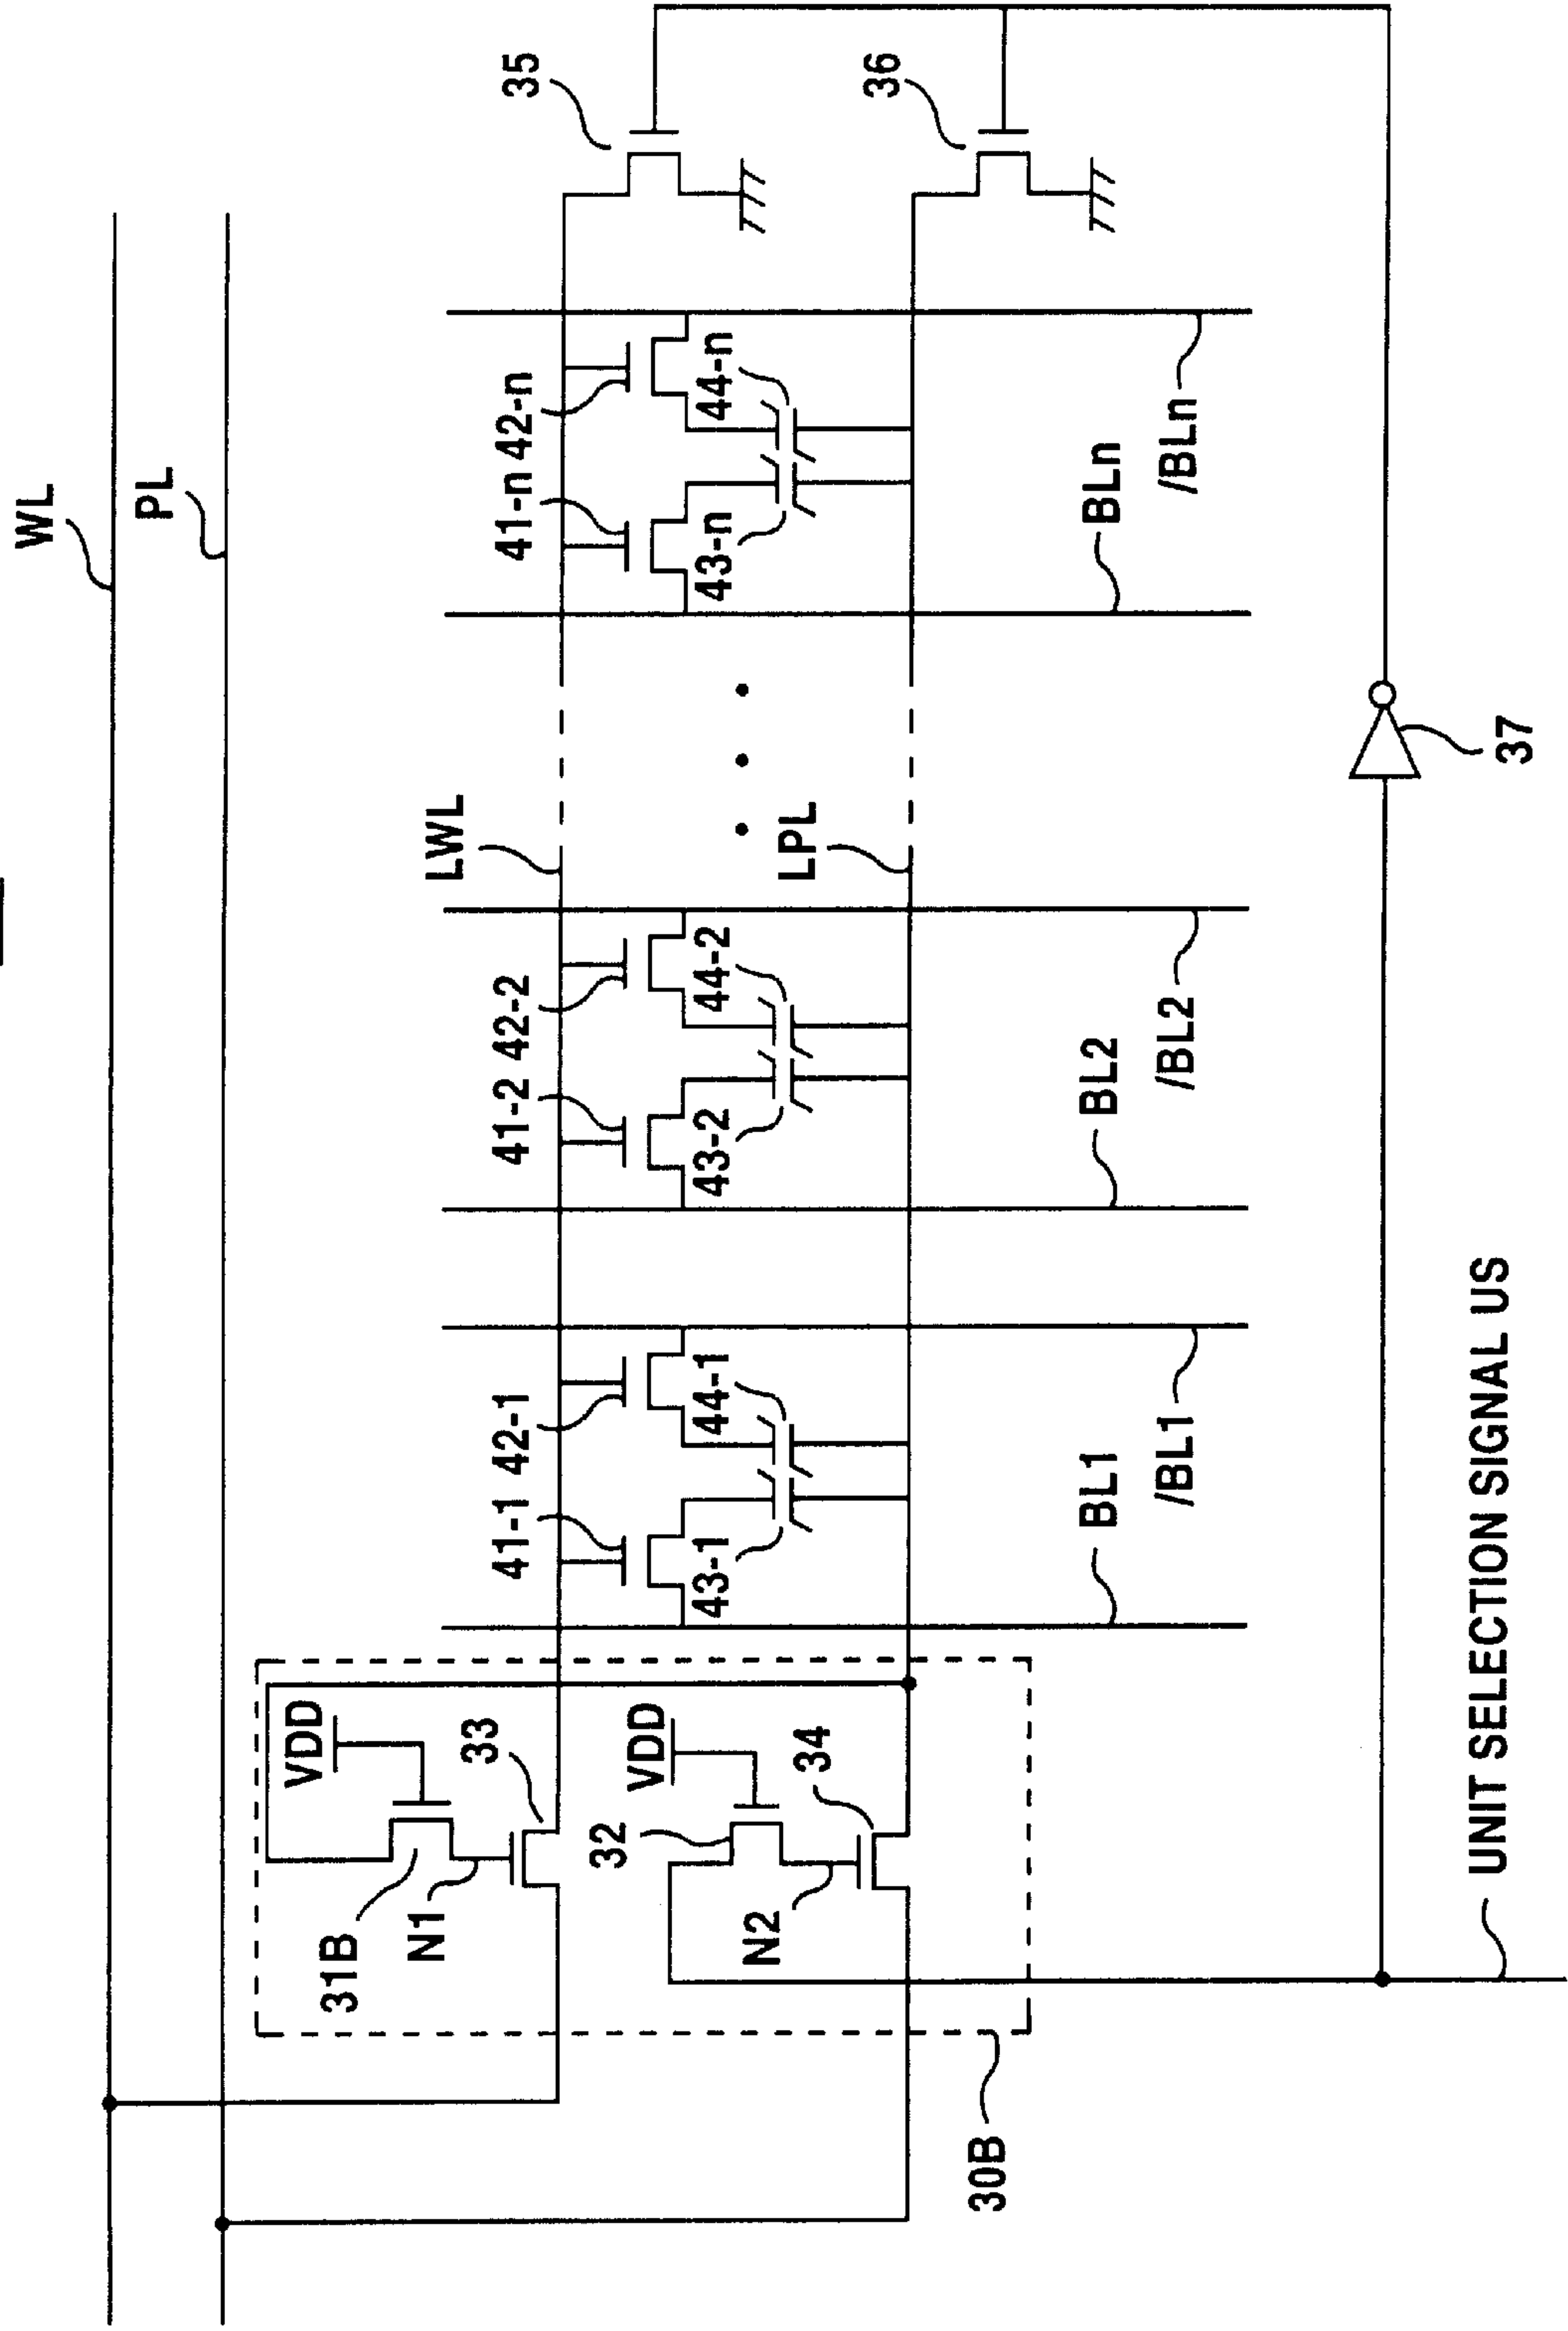 WL
PL
35
36
41-n 42-n
43-n 44-n
BLn
/BLn
LWL
LPL
37
41-2 42-2
43-2 44-2
BL2
/BL2
41-1 42-1
43-1 44-1
BL1
/BL1
VDD
33
31B
N1
VDD
34
32
N2
30B
UNIT SELECTION SIGNAL US